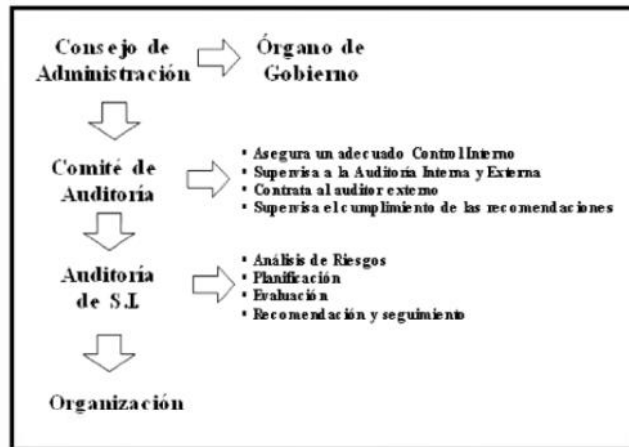 Consejo de
Administración
Órgano de
Gobierno
Comité de
Auditoría
▪ Asegura un adecuado Control Interno
▪ Supervisa a la Auditoría Interna y Externa
▪ Contrata al auditor externo
▪ Supervisa el cumplimiento de las recomendaciones
Auditoría
de S.I.
▪ Análisis de Riesgos
▪ Planificación
▪ Evaluación
▪ Recomendación y seguimiento
Organización